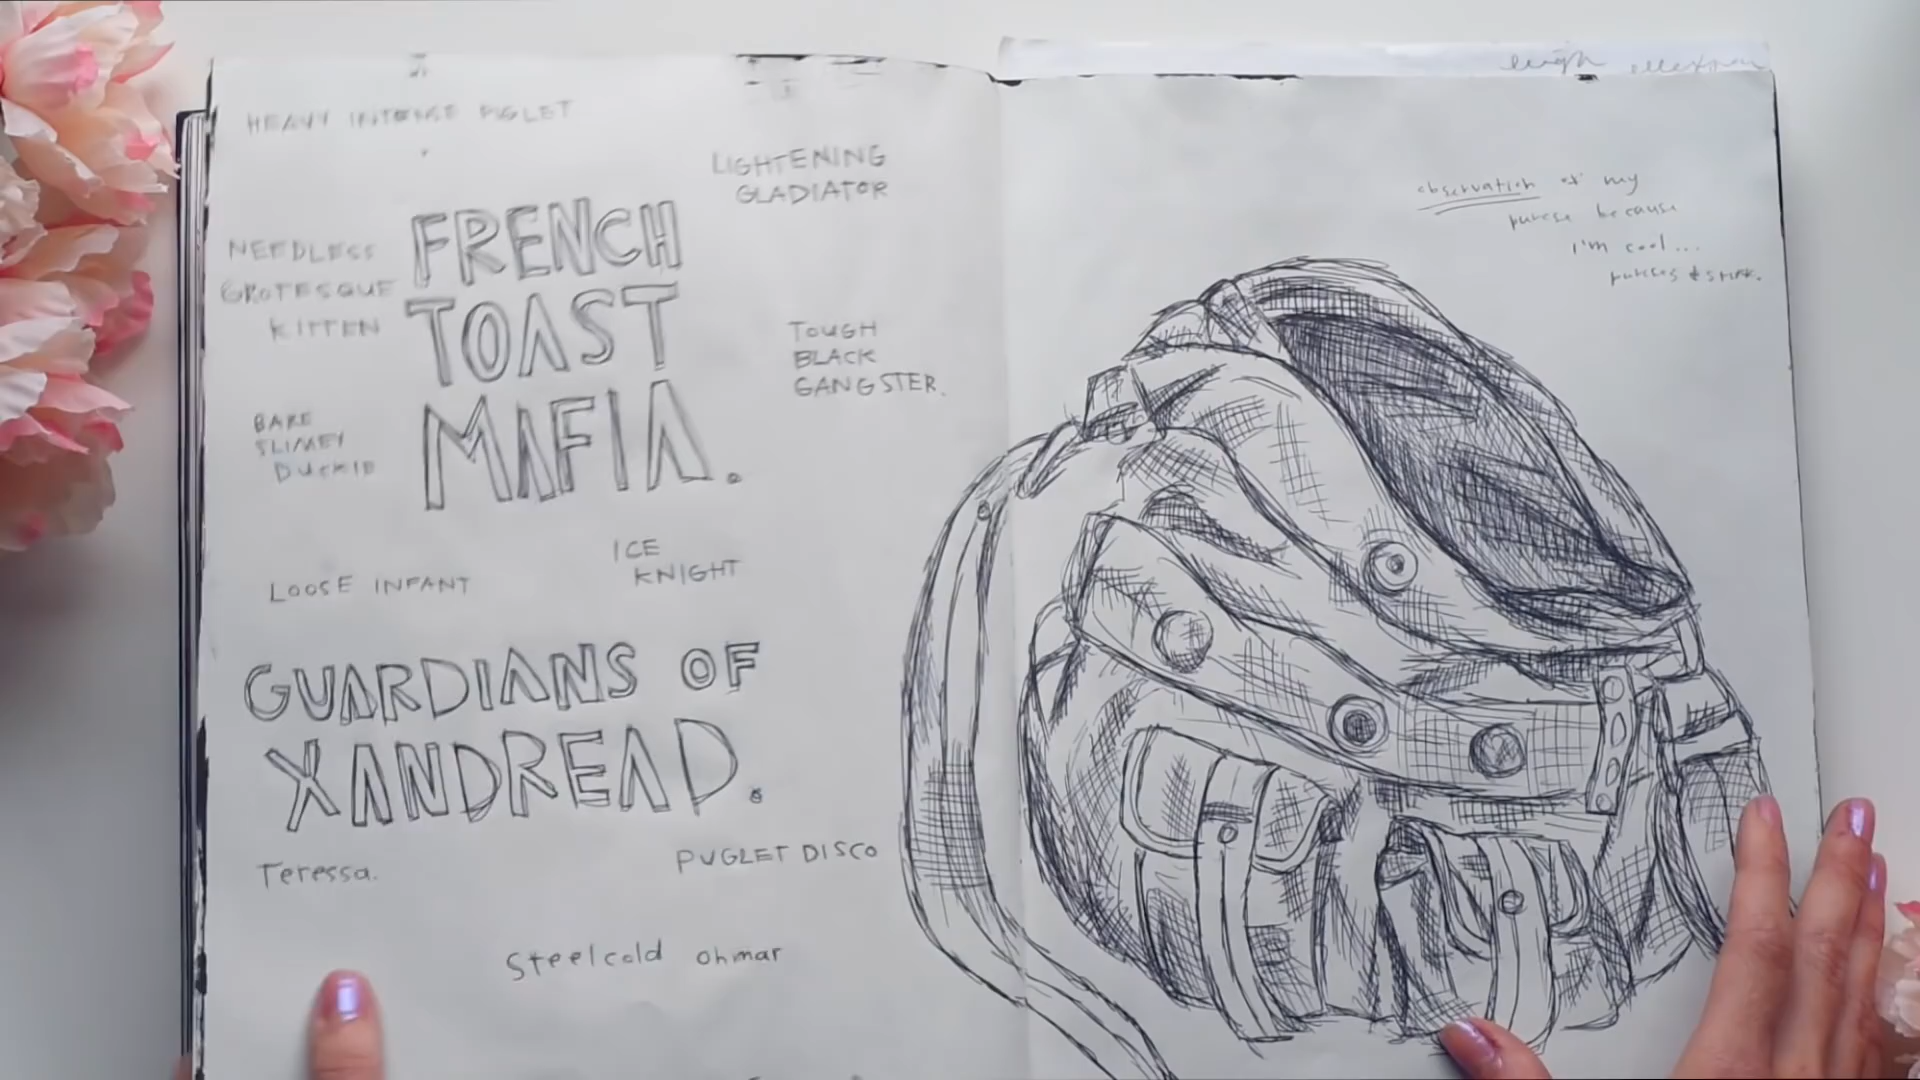 HEAVY INTENSE PIGLET
LIGHTENING
GLADIATOR
FRENCH
TOAST
MAFIA.
NEEDLESS
GROTESQUE
KITTEN
TOUGH
BLACK
GANGSTER.
BARE
SLIMEY
DUCKIE
ICE
KNIGHT
LOOSE INFANT
GUARDIANS OF
XANDREAD.
Teressa.
PUGLET DISCO
Steelcold ohmar
leigh
observation of my
purse because
I'm cool...
purses &